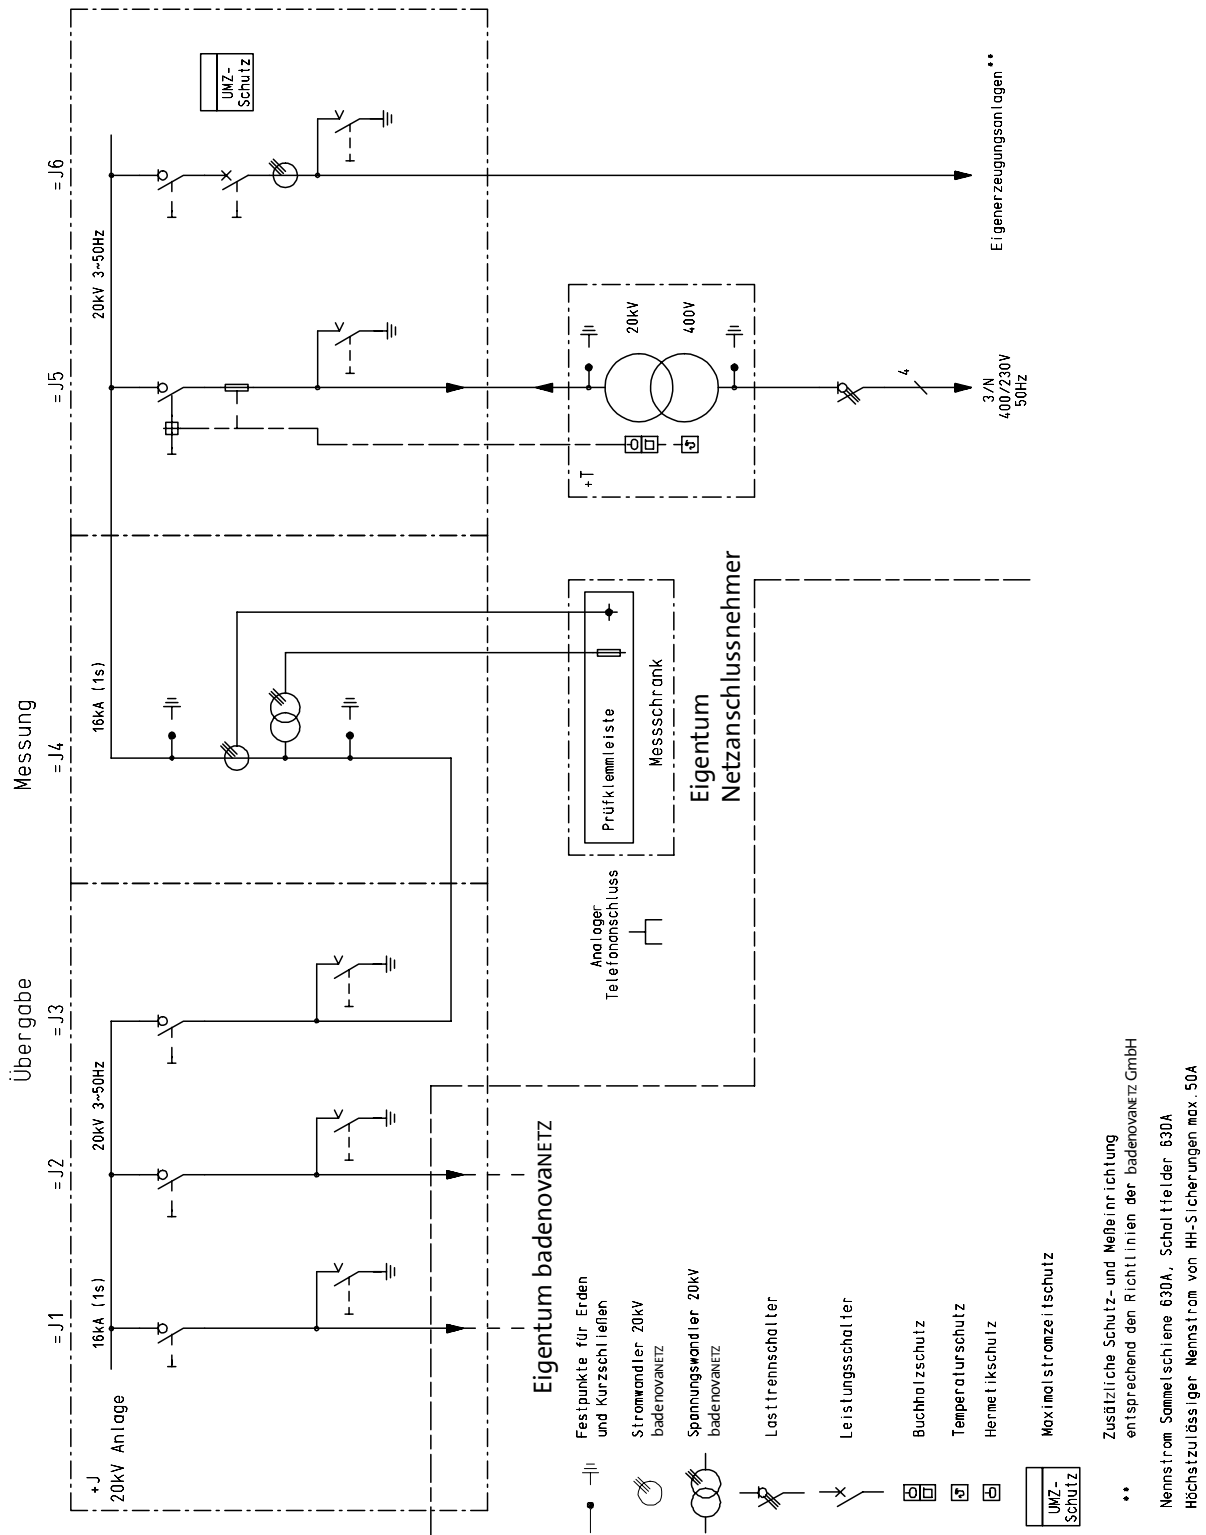 Übergabe
Messung
=J1
=J2
=J3
=J4
=J5
=J6
+J
20kV Anlage
16kA (1s)
20kV 3~50Hz
16kA (1s)
20kV 3~50Hz
UMZ-
Schutz
Eigentum badenovaNETZ
Analoger
Telefonanschluss
Prüfklemmleiste
Messschrank
Eigentum
Netzanschlussnehmer
+T
20kV
400V
4
3/N
400/230V
50Hz
Eigenerzeugungsanlagen**
Festpunkte für Erden
und Kurzschließen
Stromwandler 20kV
badenovaNETZ
Spannungswandler 20kV
badenovaNETZ
Lasttrennschalter
Leistungsschalter
Buchholzschutz
Temperaturschutz
Hermetikschutz
UMZ-
Schutz
Maximalstromzeitschutz
** Zusätzliche Schutz- und Meßeinrichtung
entsprechend den Richtlinien der badenovaNETZ GmbH
Nennstrom Sammelschiene 630A, Schaltfelder 630A
Höchstzulässiger Nennstrom von HH-Sicherungen max. 50A